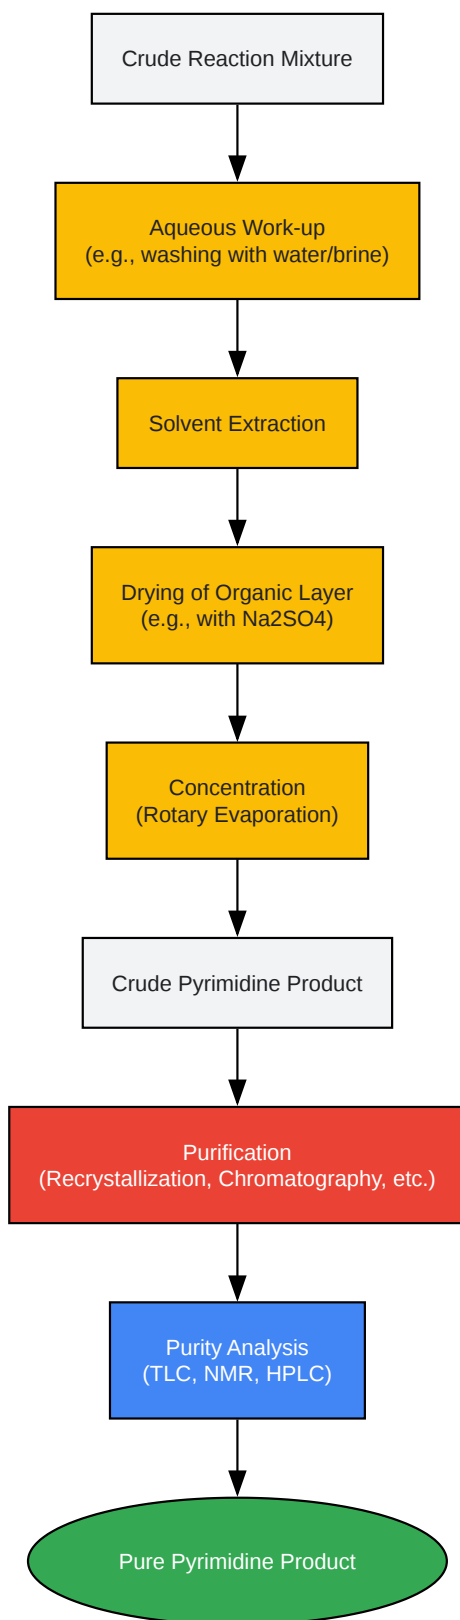 Crude Reaction Mixture
Aqueous Work-up
(e.g., washing with water/brine)
Solvent Extraction
Drying of Organic Layer
(e.g., with Na2SO4)
Concentration
(Rotary Evaporation)
Crude Pyrimidine Product
Purification
(Recrystallization, Chromatography, etc.)
Purity Analysis
(TLC, NMR, HPLC)
Pure Pyrimidine Product